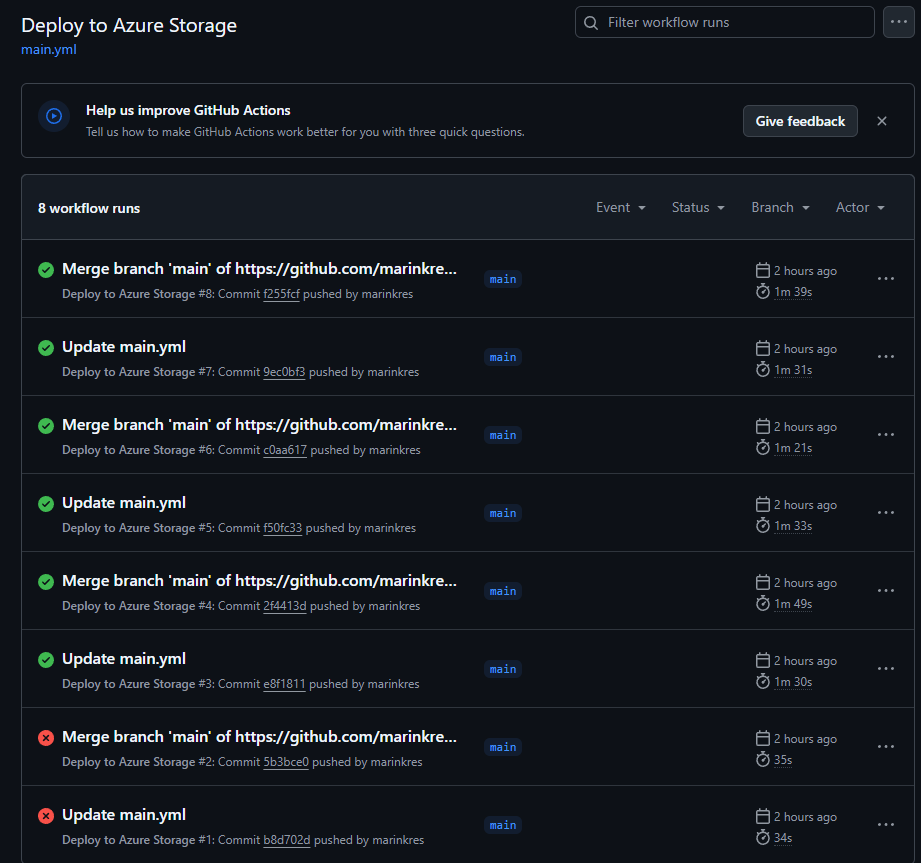 Deploy to Azure Storage
Filter workflow runs
main.yml
Help us improve GitHub Actions
Tell us how to make GitHub Actions work better for you with three quick questions.
Give feedback
8 workflow runs
Event Status Branch Actor
Merge branch 'main' of https://github.com/marinkre...
main
2 hours ago
Deploy to Azure Storage #8: Commit f255fcf pushed by marinkres
1m 39s
Update main.yml
main
2 hours ago
Deploy to Azure Storage #7: Commit 9ec0bf3 pushed by marinkres
1m 31s
Merge branch 'main' of https://github.com/marinkre...
main
2 hours ago
Deploy to Azure Storage #6: Commit c0aa617 pushed by marinkres
1m 21s
Update main.yml
main
2 hours ago
Deploy to Azure Storage #5: Commit f50fc33 pushed by marinkres
1m 33s
Merge branch 'main' of https://github.com/marinkre...
main
2 hours ago
Deploy to Azure Storage #4: Commit 2f4413d pushed by marinkres
1m 49s
Update main.yml
main
2 hours ago
Deploy to Azure Storage #3: Commit e8f1811 pushed by marinkres
1m 30s
Merge branch 'main' of https://github.com/marinkre...
main
2 hours ago
Deploy to Azure Storage #2: Commit 5b3bce0 pushed by marinkres
35s
Update main.yml
main
2 hours ago
Deploy to Azure Storage #1: Commit b8d702d pushed by marinkres
34s